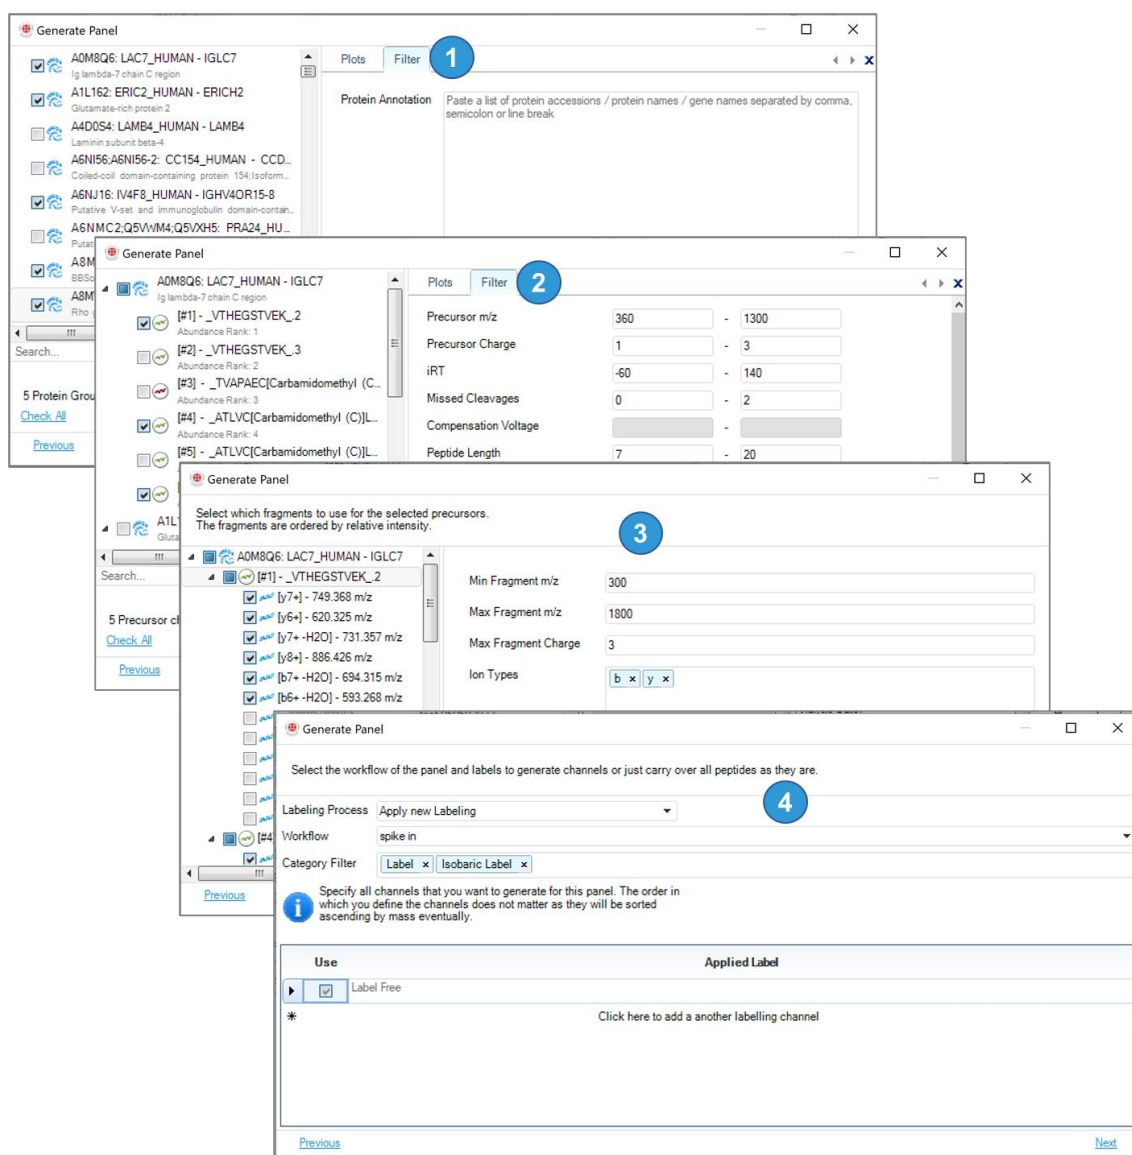 Generate Panel
A0M8Q6: LAC7_HUMAN - IGLC7
Ig lambda-7 chain C region
A1L162: ERIC2_HUMAN - ERICH2
Glutamate-rich protein 2
A4D0S4: LAMB4_HUMAN - LAMB4
Laminin subunit beta-4
A6NI56;A6NI56-2: CC154_HUMAN - CCD...
Coiled-coil domain-containing protein 154;Isoform...
A6NJ16: IV4F8_HUMAN - IGHV4OR15-8
Putative V-set and immunoglobulin domain-contain...
A6NMC2;Q5VWM4;Q5VXH5: PRA24_HU...
Putat
A8M
BBSo
A8M
Rho g
Search...
5 Protein Grou
Check All
Previous
Plots
Filter
1
Protein Annotation
Paste a list of protein accessions / protein names / gene names separated by comma,
semicolon or line break
Generate Panel
A0M8Q6: LAC7_HUMAN - IGLC7
Ig lambda-7 chain C region
[#1] - _VTHEGSTVEK_.2
Abundance Rank: 1
[#2] - _VTHEGSTVEK_.3
Abundance Rank: 2
[#3] - _TVAPAEC[Carbamidomethyl (C...
Abundance Rank: 3
[#4] - _ATLVC[Carbamidomethyl (C)]L...
Abundance Rank: 4
[#5] - _ATLVC[Carbamidomethyl (C)]L...
A1L
Gluta
Search...
5 Precursor c
Check All
Previous
Plots
Filter
2
Precursor m/z 360 - 1300
Precursor Charge 1 - 3
iRT -60 - 140
Missed Cleavages 0 - 2
Compensation Voltage -
Peptide Length 7 - 20
Generate Panel
Select which fragments to use for the selected precursors.
The fragments are ordered by relative intensity.
3
A0M8Q6: LAC7_HUMAN - IGLC7
[#1] - _VTHEGSTVEK_.2
[y7+] - 749.368 m/z
[y6+] - 620.325 m/z
[y7+ -H2O] - 731.357 m/z
[y8+] - 886.426 m/z
[b7+ -H2O] - 694.315 m/z
[b6+ -H2O] - 593.268 m/z
[#4
Previous
Min Fragment m/z 300
Max Fragment m/z 1800
Max Fragment Charge 3
Ion Types b x y x
Generate Panel
Select the workflow of the panel and labels to generate channels or just carry over all peptides as they are.
4
Labeling Process Apply new Labeling
Workflow spike in
Category Filter Label x Isobaric Label x
Specify all channels that you want to generate for this panel. The order in
which you define the channels does not matter as they will be sorted
ascending by mass eventually.
Use Applied Label
Label Free
Click here to add a another labelling channel
Previous Next